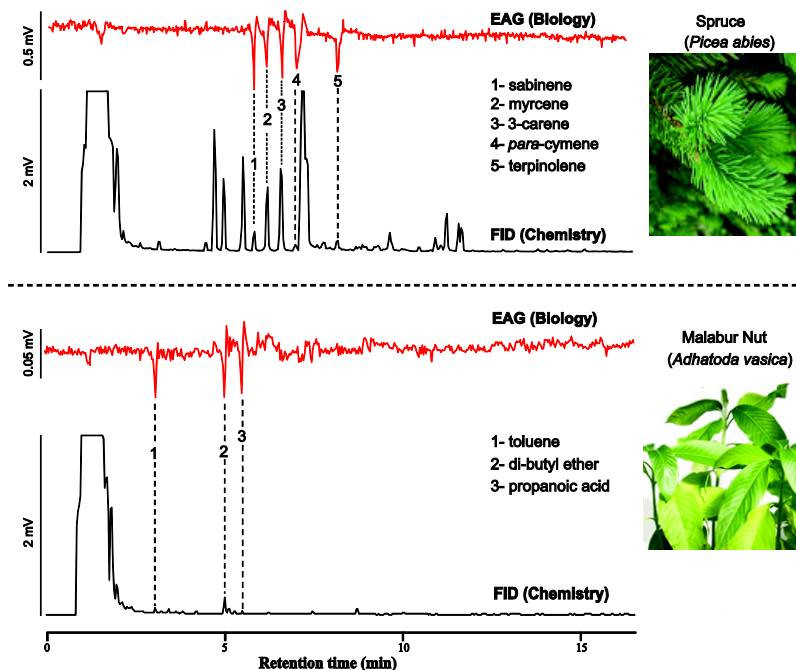 EAG (Biology)
Spruce
(Picea abies)
0.5 mV
1- sabinene
2- myrcene
3- 3-carene
4- para-cymene
5- terpinolene
1
2
3
4
5
2 mV
FID (Chemistry)
EAG (Biology)
Malabur Nut
(Adhatoda vasica)
0.05 mV
1- toluene
2- di-butyl ether
3- propanoic acid
1
2
3
2 mV
FID (Chemistry)
0
5
10
15
Retention time (min)